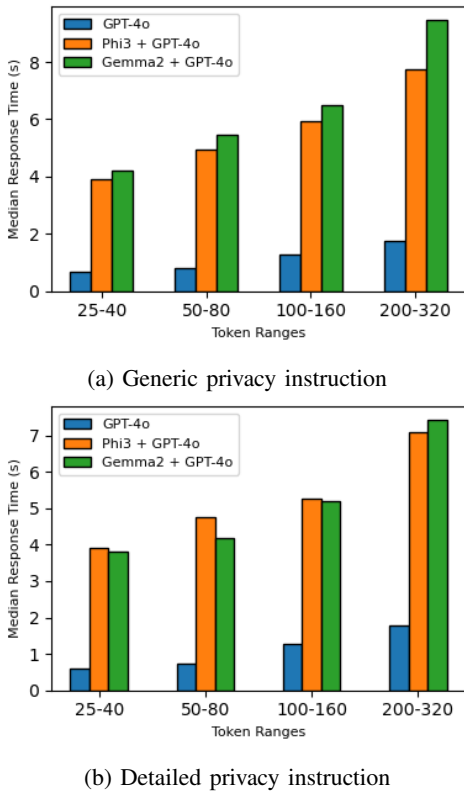 GPT-4o
Phi3 + GPT-4o
Gemma2 + GPT-4o
Median Response Time (s)
8
6
4
2
0
25-40 50-80 100-160 200-320
Token Ranges
(a) Generic privacy instruction
GPT-4o
Phi3 + GPT-4o
Gemma2 + GPT-4o
Median Response Time (s)
7
6
5
4
3
2
1
0
25-40 50-80 100-160 200-320
Token Ranges
(b) Detailed privacy instruction